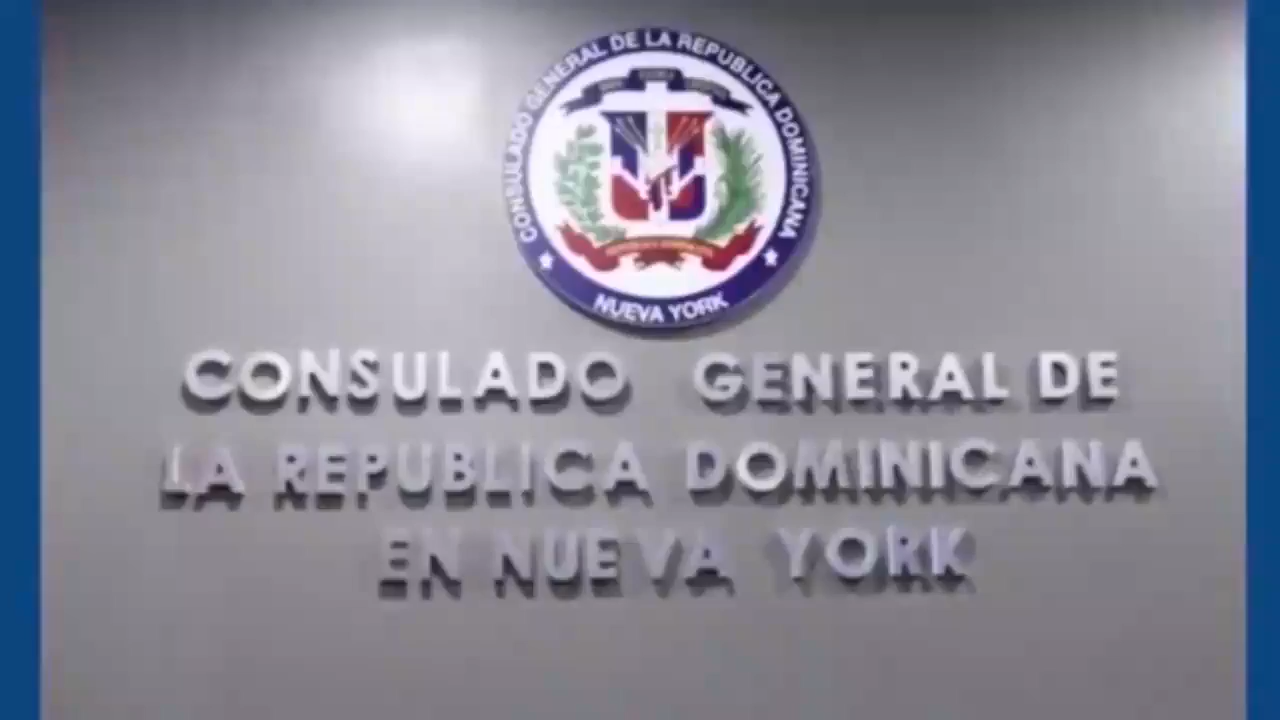 CONSULADO GENERAL DE LA REPUBLICA DOMINICANA
NUEVA YORK
CONSULADO GENERAL DE
LA REPUBLICA DOMINICANA
EN NUEVA YORK